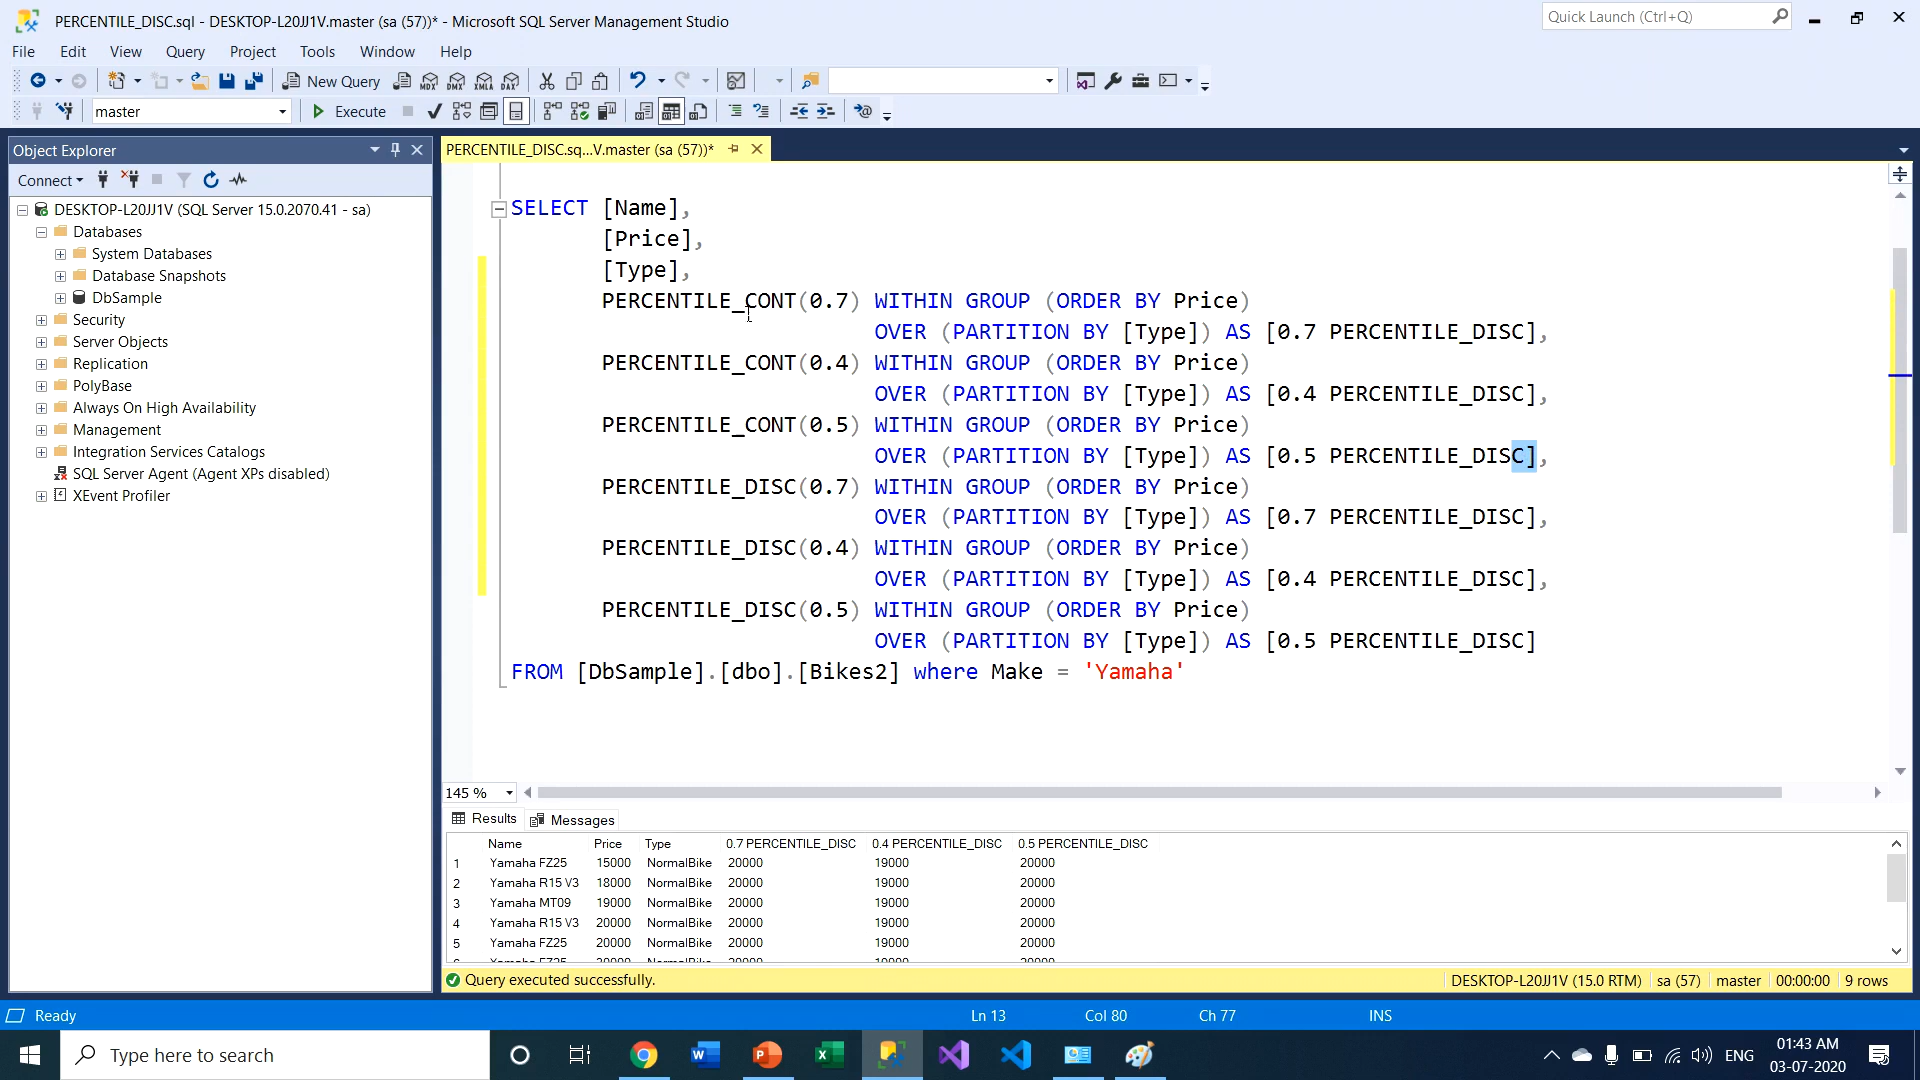 PERCENTILE_DISC.sql - DESKTOP-L20JJ1V.master (sa (57))* - Microsoft SQL Server Management Studio
Quick Launch (Ctrl+Q)
File Edit View Query Project Tools Window Help
New Query MDX DMX XMLA DAX
master Execute
Object Explorer
PERCENTILE_DISC.sq...V.master (sa (57))*
Connect
DESKTOP-L20JJ1V (SQL Server 15.0.2070.41 - sa)
Databases
System Databases
Database Snapshots
DbSample
Security
Server Objects
Replication
PolyBase
Always On High Availability
Management
Integration Services Catalogs
SQL Server Agent (Agent XPs disabled)
XEvent Profiler
SELECT [Name],
[Price],
[Type],
PERCENTILE_CONT(0.7) WITHIN GROUP (ORDER BY Price)
OVER (PARTITION BY [Type]) AS [0.7 PERCENTILE_DISC],
PERCENTILE_CONT(0.4) WITHIN GROUP (ORDER BY Price)
OVER (PARTITION BY [Type]) AS [0.4 PERCENTILE_DISC],
PERCENTILE_CONT(0.5) WITHIN GROUP (ORDER BY Price)
OVER (PARTITION BY [Type]) AS [0.5 PERCENTILE_DISC],
PERCENTILE_DISC(0.7) WITHIN GROUP (ORDER BY Price)
OVER (PARTITION BY [Type]) AS [0.7 PERCENTILE_DISC],
PERCENTILE_DISC(0.4) WITHIN GROUP (ORDER BY Price)
OVER (PARTITION BY [Type]) AS [0.4 PERCENTILE_DISC],
PERCENTILE_DISC(0.5) WITHIN GROUP (ORDER BY Price)
OVER (PARTITION BY [Type]) AS [0.5 PERCENTILE_DISC]
FROM [DbSample].[dbo].[Bikes2] where Make = 'Yamaha'
145 %
Results Messages
Name Price Type 0.7 PERCENTILE_DISC 0.4 PERCENTILE_DISC 0.5 PERCENTILE_DISC
1 Yamaha FZ25 15000 NormalBike 20000 19000 20000
2 Yamaha R15 V3 18000 NormalBike 20000 19000 20000
3 Yamaha MT09 19000 NormalBike 20000 19000 20000
4 Yamaha R15 V3 20000 NormalBike 20000 19000 20000
5 Yamaha FZ25 20000 NormalBike 20000 19000 20000
Query executed successfully.
DESKTOP-L20JJ1V (15.0 RTM) sa (57) master 00:00:00 9 rows
Ready Ln 13 Col 80 Ch 77 INS
Type here to search
ENG
01:43 AM
03-07-2020